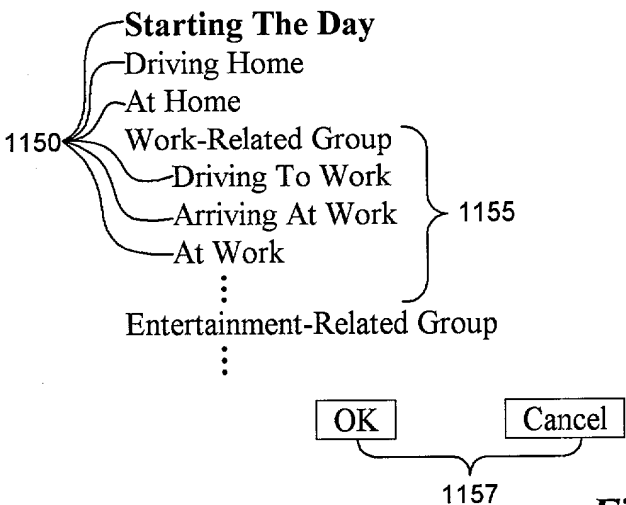 Starting The Day
Driving Home
At Home
1150 Work-Related Group
Driving To Work
Arriving At Work 1155
At Work
Entertainment-Related Group
OK Cancel
1157